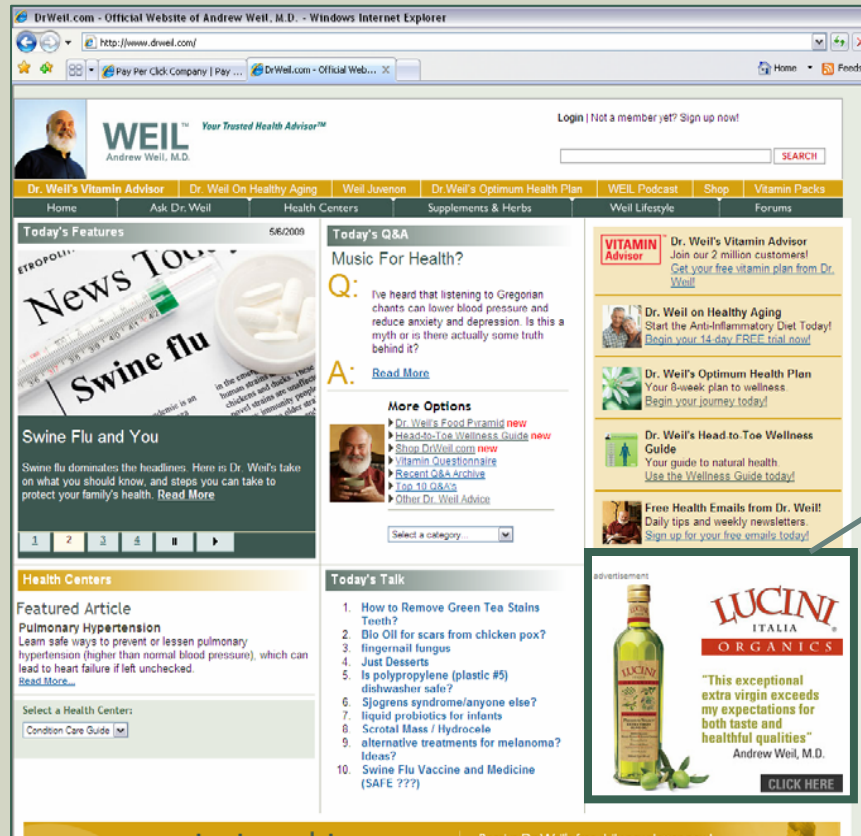 DrWeil.com - Official Website of Andrew Weil, M.D. - Windows Internet Explorer
http://www.drweil.com/
Pay Per Click Company | Pay ...
DrWeil.com - Official Web...
Home
Feeds
WEIL™
Andrew Weil, M.D.
Your Trusted Health Advisor™
Login | Not a member yet? Sign up now!
SEARCH
Dr. Weil's Vitamin Advisor
Dr. Weil On Healthy Aging
Weil Juvenon
Dr.Weil's Optimum Health Plan
WEIL Podcast
Shop
Vitamin Packs
Home
Ask Dr. Weil
Health Centers
Supplements & Herbs
Weil Lifestyle
Forums
Today's Features
5/6/2009
News
Swine flu
Swine Flu and You
Swine flu dominates the headlines. Here is Dr. Weil's take
on what you should know, and steps you can take to
protect your family's health. Read More
1
2
3
4
Health Centers
Featured Article
Pulmonary Hypertension
Learn safe ways to prevent or lessen pulmonary
hypertension (higher than normal blood pressure), which can
lead to heart failure if left unchecked.
Read More...
Select a Health Center:
Condition Care Guide
Today's Q&A
Music For Health?
Q:
I've heard that listening to Gregorian
chants can lower blood pressure and
reduce anxiety and depression. Is this a
myth or is there actually some truth
behind it?
A:
Read More
More Options
Dr. Weil's Food Pyramid new
Head-to-Toe Wellness Guide new
Shop DrWeil.com new
Vitamin Questionnaire
Recent Q&A Archive
Top 10 Q&A's
Other Dr. Weil Advice
Select a category...
Today's Talk
1. How to Remove Green Tea Stains
Teeth?
2. Bio Oil for scars from chicken pox?
3. fingernail fungus
4. Just Desserts
5. Is polypropylene (plastic #5)
dishwasher safe?
6. Sjogrens syndrome/anyone else?
7. liquid probiotics for infants
8. Scrotal Mass / Hydrocele
9. alternative treatments for melanoma?
Ideas?
10. Swine Flu Vaccine and Medicine
(SAFE ???)
VITAMIN™
Advisor
Dr. Weil's Vitamin Advisor
Join our 2 million customers!
Get your free vitamin plan from Dr.
Weil!
Dr. Weil on Healthy Aging
Start the Anti-Inflammatory Diet Today!
Begin your 14-day FREE trial now!
Dr. Weil's Optimum Health Plan
Your 8-week plan to wellness.
Begin your journey today!
Dr. Weil's Head-to-Toe Wellness
Guide
Your guide to natural health.
Use the Wellness Guide today!
Free Health Emails from Dr. Weil!
Daily tips and weekly newsletters.
Sign up for your free emails today!
advertisement
LUCINI
LUCINI
ITALIA
ORGANICS
"This exceptional
extra virgin exceeds
my expectations for
both taste and
healthful qualities"
Andrew Weil, M.D.
CLICK HERE